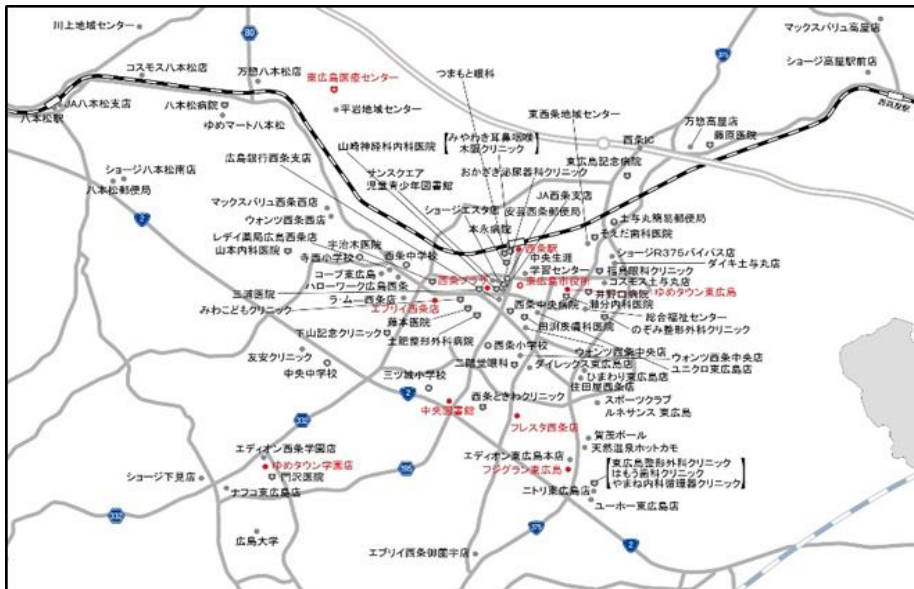 川上地域センター
コスモス八本松店
JA八本松支店
八本松駅
八本松病院
ゆめマート八本松
万惣八本松店
80
東広島医療センター
平岩地域センター
つまもと眼科
東西条地域センター
マックスバリュ高屋店
ショージ高屋駅前店
375
西高屋駅
万惣高屋店
藤原医院
西条IC
広島銀行西条支店
山崎神経科内科医院
みやわき耳鼻咽喉
木阪クリニック
東広島記念病院
サンスクエア
児童青少年図書館
おかざき泌尿器科クリニック
JA西条支店
安芸西条郵便局
ショージエスタ店
本永病院
ショージ八本松南店
八本松郵便局
2
マックスバリュ西条西店
ウォンツ西条西店
レデイ薬局広島西条店
山本内科医院
宇治木医院
寺西小学校
西条中学校
コープ東広島
ハローワーク広島西条
三浦医院
ラ・ムー西条店
みわこどもクリニック
西条プラザ
エブリイ西条店
西条駅
中央生涯
学習センター
東広島市役所
土与丸簡易郵便局
そえだ歯科医院
ショージR375バイパス店
ダイキ土与丸店
福島眼科クリニック
コスモス土与丸店
井野口病院
ゆめタウン東広島
瀬分内科医院
総合福祉センター
のぞみ整形外科クリニック
西条中央病院
田渕皮膚科医院
藤本医院
土肥整形外科病院
下山記念クリニック
友安クリニック
中央中学校
三ツ城小学校
西条小学校
二階堂眼科
ウォンツ西条中央店
ウォンツ西条中央店
ユニクロ東広島店
ダイレックス東広島店
ひまわり東広島店
住田屋西条店
スポーツクラブ
ルネサンス 東広島
西条ときわクリニック
中央図書館
2
フレスタ西条店
賀茂ボール
天然温泉ホットカモ
332
エディオン西条学園店
ゆめタウン学園店
門沢医院
ショージ下見店
ナフコ東広島店
195
エディオン東広島本店
フジグラン東広島
東広島整形外科クリニック
はもう歯科クリニック
やまね内科循環器クリニック
ニトリ東広島店
ユーホー東広島店
332
広島大学
375
エブリイ西条御薗宇店
2